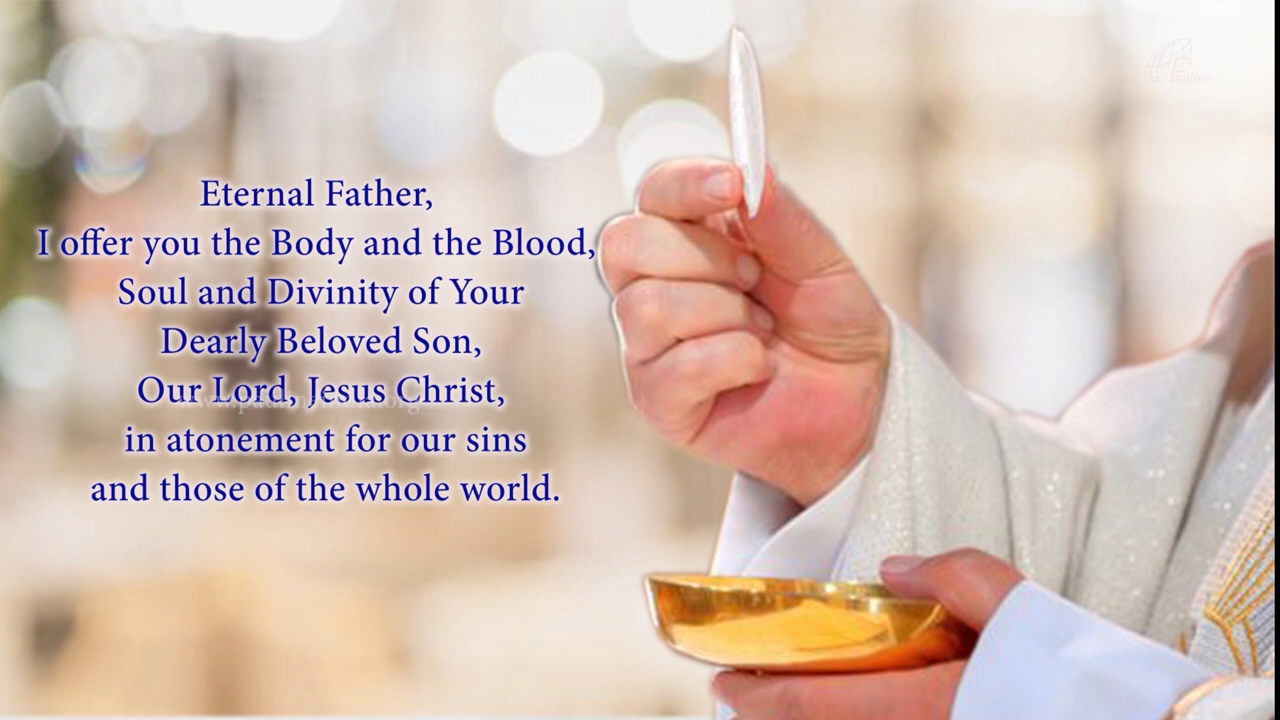 Eternal Father,
I offer you the Body and the Blood,
Soul and Divinity of Your
Dearly Beloved Son,
Our Lord, Jesus Christ,
in atonement for our sins
and those of the whole world.